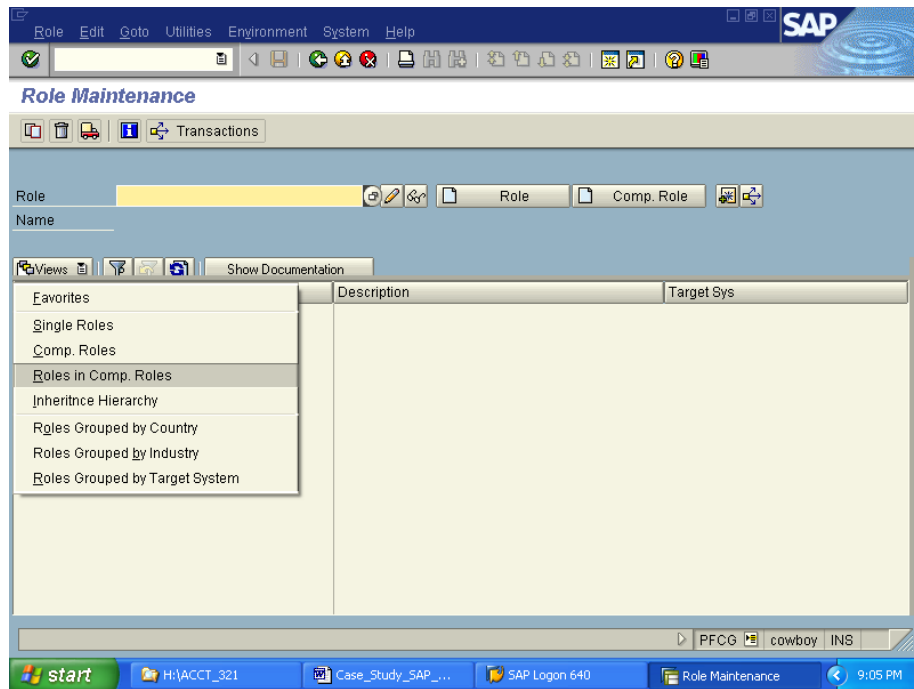 Role Edit Goto Utilities Environment System Help
SAP
Role Maintenance
Transactions
Role Role Comp. Role
Name
Views Show Documentation
Description Target Sys
Favorites
Single Roles
Comp. Roles
Roles in Comp. Roles
Inheritnce Hierarchy
Roles Grouped by Country
Roles Grouped by Industry
Roles Grouped by Target System
PFCG cowboy INS
start H:\ACCT_321 Case_Study_SAP_... SAP Logon 640 Role Maintenance 9:05 PM